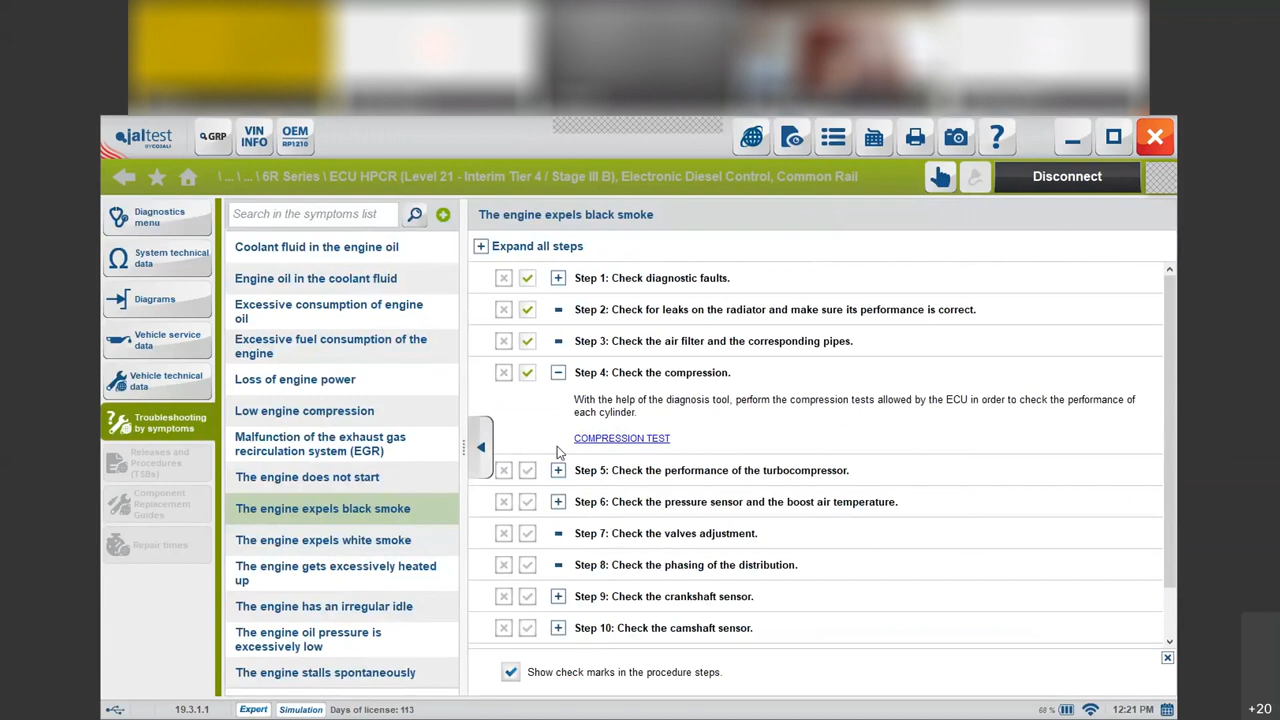 jaltest
BY COJALI
GRP
VIN
INFO
OEM
RP1210
?
\ ... \ ... \ 6R Series \ ECU HPCR (Level 21 - Interim Tier 4 / Stage III B), Electronic Diesel Control, Common Rail
Disconnect
Diagnostics
menu
System technical
data
Diagrams
Vehicle service
data
Vehicle technical
data
Troubleshooting
by symptoms
Releases and
Procedures
(TSBs)
Component
Replacement
Guides
Repair times
Search in the symptoms list
Coolant fluid in the engine oil
Engine oil in the coolant fluid
Excessive consumption of engine
oil
Excessive fuel consumption of the
engine
Loss of engine power
Low engine compression
Malfunction of the exhaust gas
recirculation system (EGR)
The engine does not start
The engine expels black smoke
The engine expels white smoke
The engine gets excessively heated
up
The engine has an irregular idle
The engine oil pressure is
excessively low
The engine stalls spontaneously
The engine expels black smoke
Expand all steps
Step 1: Check diagnostic faults.
Step 2: Check for leaks on the radiator and make sure its performance is correct.
Step 3: Check the air filter and the corresponding pipes.
Step 4: Check the compression.
With the help of the diagnosis tool, perform the compression tests allowed by the ECU in order to check the performance of
each cylinder.
COMPRESSION TEST
Step 5: Check the performance of the turbocompressor.
Step 6: Check the pressure sensor and the boost air temperature.
Step 7: Check the valves adjustment.
Step 8: Check the phasing of the distribution.
Step 9: Check the crankshaft sensor.
Step 10: Check the camshaft sensor.
Show check marks in the procedure steps.
19.3.1.1
Expert
Simulation
Days of license: 113
68 %
12:21 PM
+20